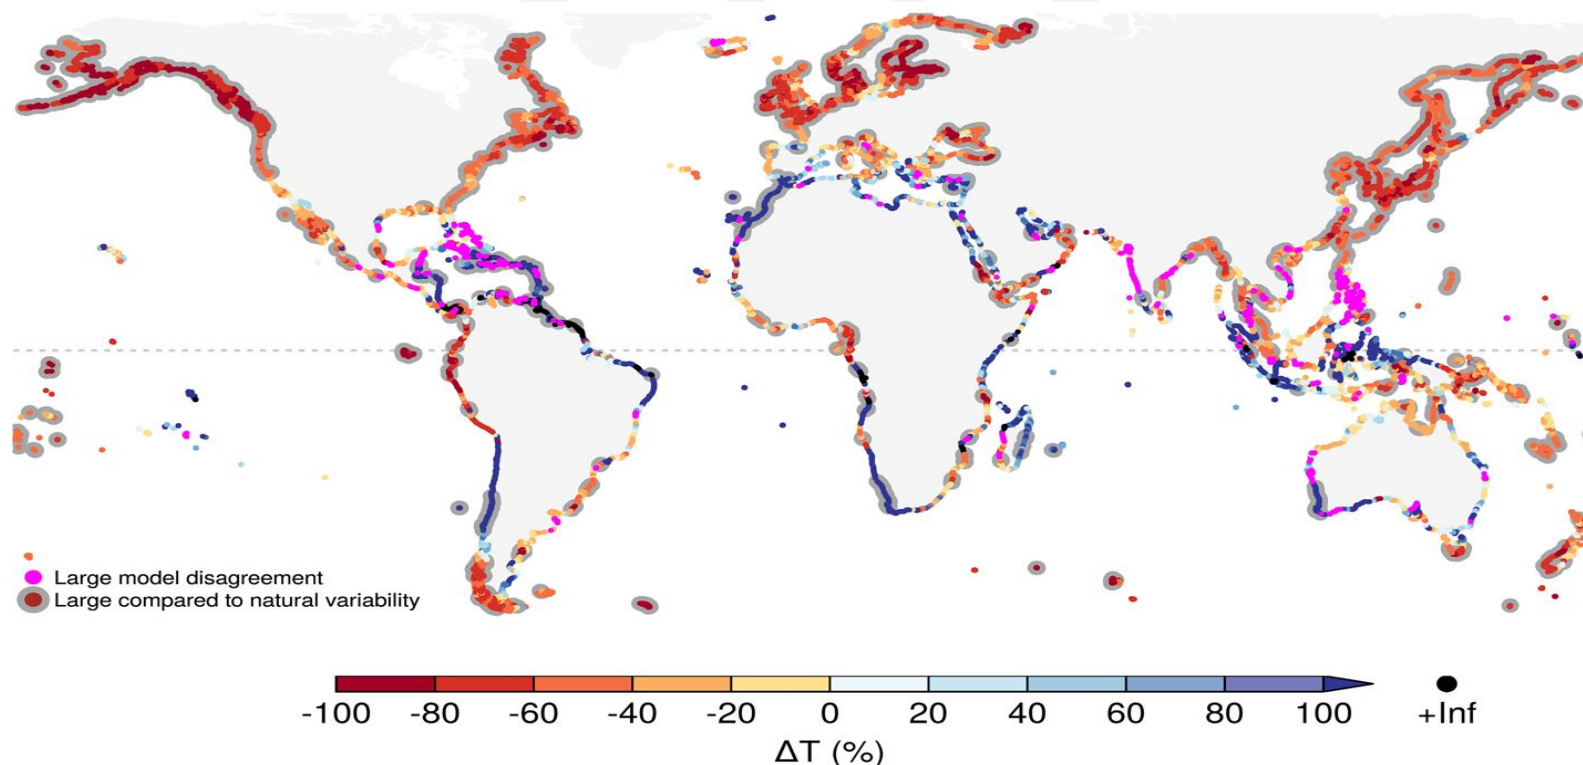 Large model disagreement
Large compared to natural variability
-100 -80 -60 -40 -20 0 20 40 60 80 100 +Inf
ΔT (%)